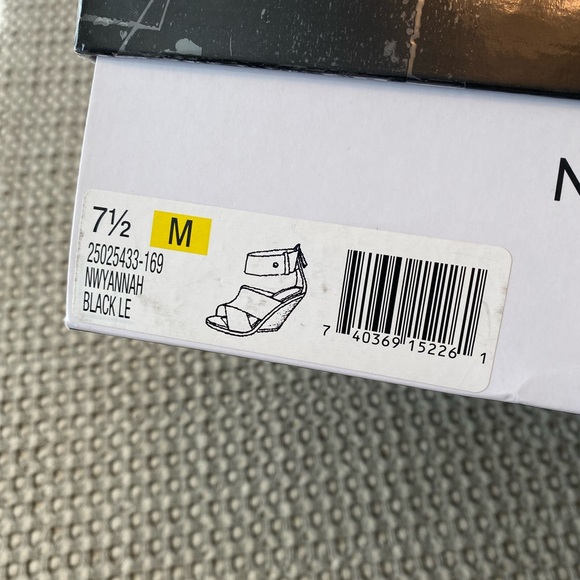 N
7½ M
25025433-169
NWYANNAH
BLACK LE
7 40369 15226 1